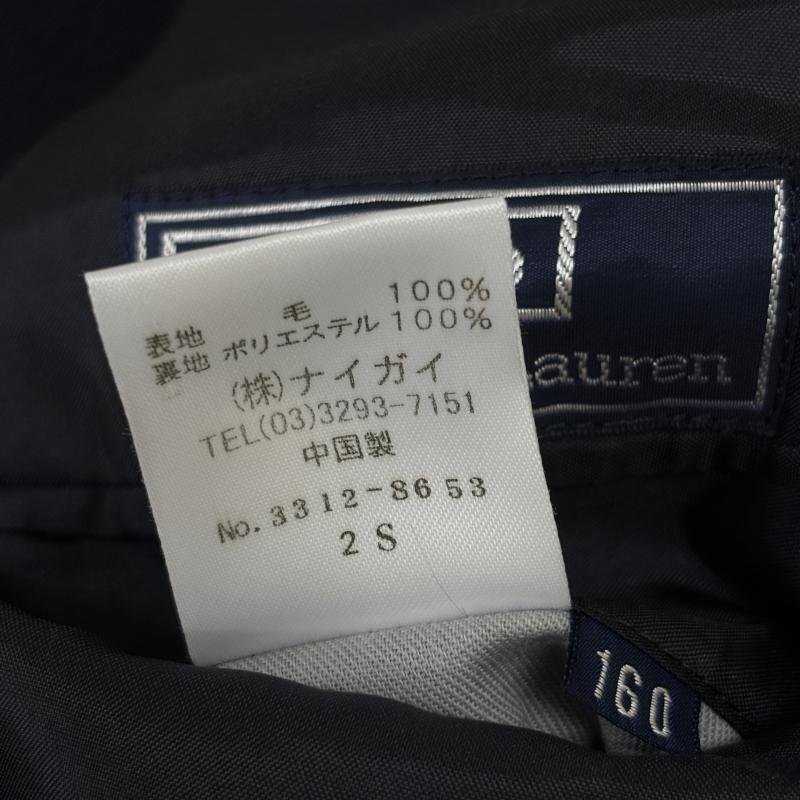 表地 毛 100%
裏地 ポリエステル 100%
(株)ナイガイ
TEL(03)3293-7151
中国製
No.3312-8653
2S
Lauren
160